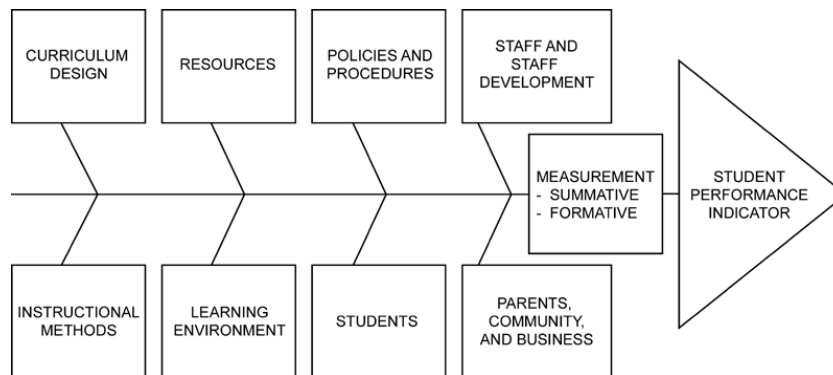 CURRICULUM
DESIGN
RESOURCES
POLICIES AND
PROCEDURES
STAFF AND
STAFF
DEVELOPMENT
MEASUREMENT
- SUMMATIVE
- FORMATIVE
STUDENT
PERFORMANCE
INDICATOR
INSTRUCTIONAL
METHODS
LEARNING
ENVIRONMENT
STUDENTS
PARENTS,
COMMUNITY,
AND BUSINESS